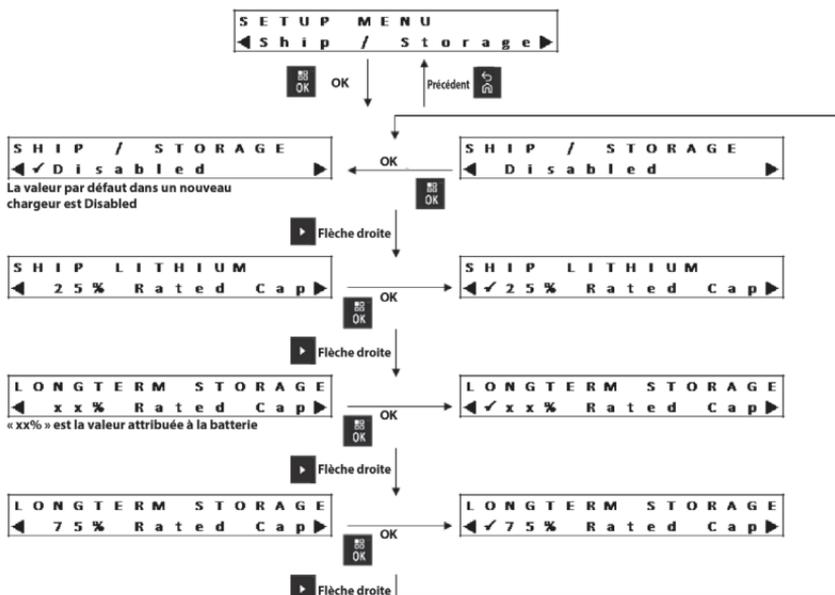 SETUP MENU
◀Ship / Storage▶
OK
OK
Précédent
SHIP / STORAGE
◀✓Disabled ▶
La valeur par défaut dans un nouveau
chargeur est Disabled
OK
OK
SHIP / STORAGE
◀ Disabled ▶
Flèche droite
SHIP LITHIUM
◀ 25% Rated Cap▶
OK
OK
SHIP LITHIUM
◀✓25% Rated Cap▶
Flèche droite
LONGTERM STORAGE
◀ xx% Rated Cap▶
« xx% » est la valeur attribuée à la batterie
OK
OK
LONGTERM STORAGE
◀✓xx% Rated Cap▶
Flèche droite
LONGTERM STORAGE
◀ 75% Rated Cap▶
OK
OK
LONGTERM STORAGE
◀✓75% Rated Cap▶
Flèche droite